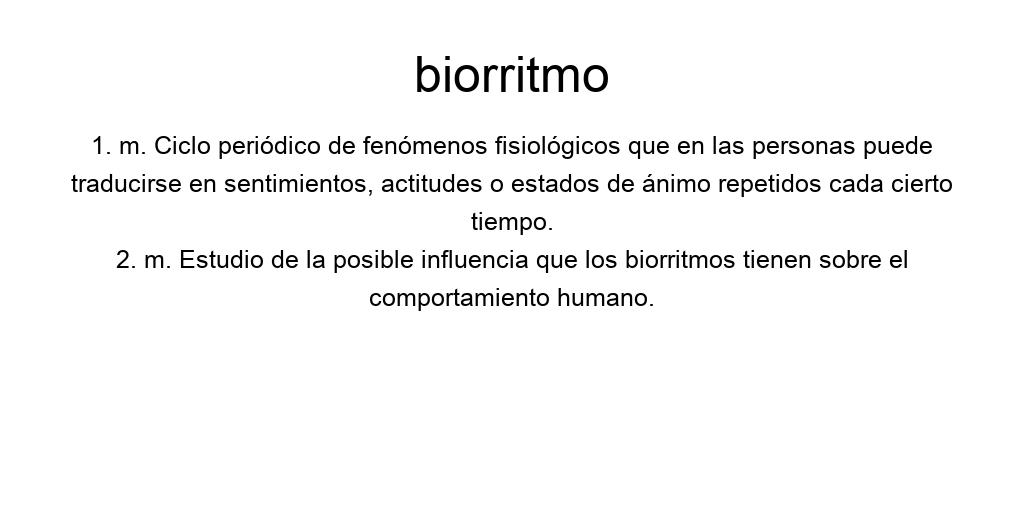 biorritmo
1. m. Ciclo periódico de fenómenos fisiológicos que en las personas puede
traducirse en sentimientos, actitudes o estados de ánimo repetidos cada cierto
tiempo.
2. m. Estudio de la posible influencia que los biorritmos tienen sobre el
comportamiento humano.